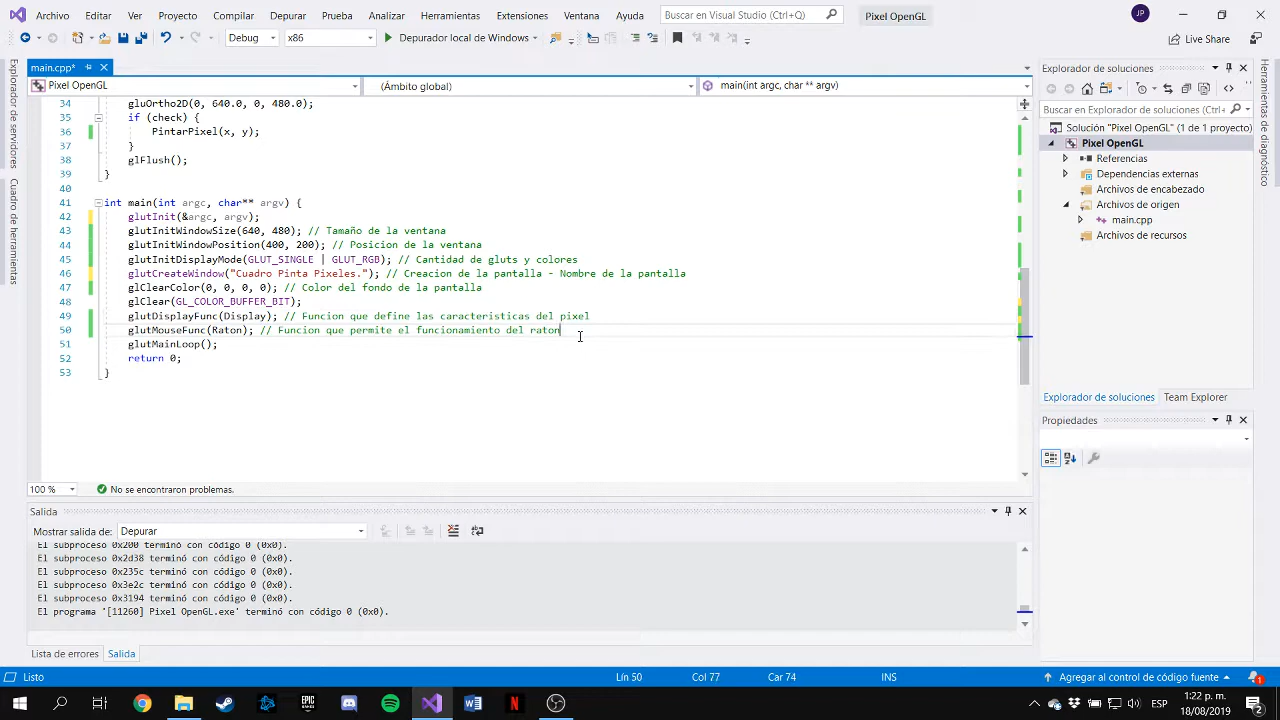 Archivo Editar Ver Proyecto Compilar Depurar Prueba Analizar Herramientas Extensiones Ventana Ayuda Buscar en Visual Studio (Ctrl+Q) Pixel OpenGL JP
Debug x86 Depurador local de Windows Live Share
main.cpp*
Pixel OpenGL (Ámbito global) main(int argc, char ** argv)
Explorador de servidores
Cuadro de herramientas
34 gluOrtho2D(0, 640.0, 0, 480.0);
35 if (check) {
36 PintarPixel(x, y);
37 }
38 glFlush();
39 }
40
41 int main(int argc, char** argv) {
42 glutInit(&argc, argv);
43 glutInitWindowSize(640, 480); // Tamaño de la ventana
44 glutInitWindowPosition(400, 200); // Posicion de la ventana
45 glutInitDisplayMode(GLUT_SINGLE | GLUT_RGB); // Cantidad de gluts y colores
46 glutCreateWindow("Cuadro Pinta Pixeles."); // Creacion de la pantalla - Nombre de la pantalla
47 glClearColor(0, 0, 0, 0); // Color del fondo de la pantalla
48 glClear(GL_COLOR_BUFFER_BIT);
49 glutDisplayFunc(Display); // Funcion que define las caracteristicas del pixel
50 glutMouseFunc(Raton); // Funcion que permite el funcionamiento del raton
51 glutMainLoop();
52 return 0;
53 }
100 % No se encontraron problemas.
Salida
Mostrar salida de: Depurar
El subproceso 0x200 terminó con código 0 (0x0).
El subproceso 0x2d38 terminó con código 0 (0x0).
El subproceso 0x235c terminó con código 0 (0x0).
El subproceso 0x3e2c terminó con código 0 (0x0).
El subproceso 0x3194 terminó con código 0 (0x0).
El programa '[11260] Pixel OpenGL.exe' terminó con código 0 (0x0).
Lista de errores Salida
Explorador de soluciones
Buscar en Explorador de soluciones (Ctrl+
Solución "Pixel OpenGL" (1 de 1 proyecto)
Pixel OpenGL
Referencias
Dependencias externas
Archivos de encabezado
Archivos de origen
main.cpp
Archivos de recursos
Explorador de soluciones Team Explorer
Propiedades
Herramientas de diagnóstico
Listo Lín 50 Col 77 Car 74 INS Agregar al control de código fuente 1
EPIC GAMES
ESP
1:22 p. m.
18/08/2019